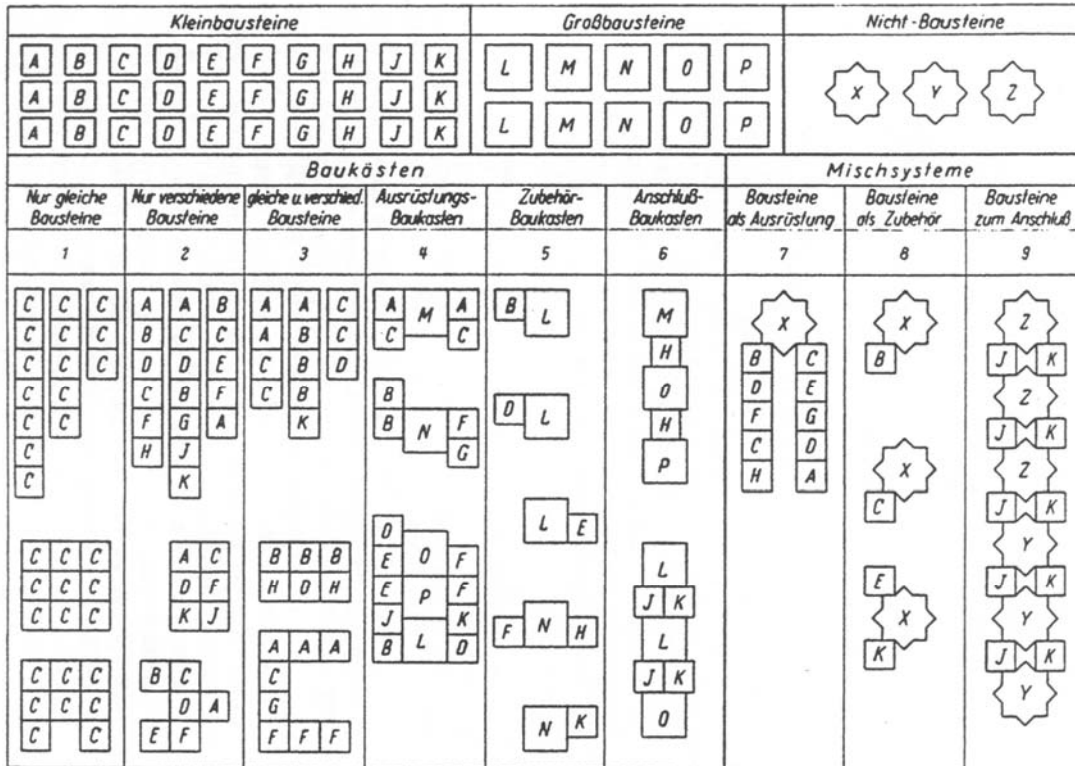 Kleinbausteine
A B C D E F G H J K
A B C D E F G H J K
A B C D E F G H J K
Großbausteine
L M N O P
L M N O P
Nicht-Bausteine
X Y Z
Baukästen
Nur gleiche
Bausteine
1
C C C
C C C
C C C
C C
C C
C
C
C C C
C C C
C C C
C C C
C C C
C C
Nur verschiedene
Bausteine
2
A A B
B C C
D D E
C B F
F G A
H J
K
A C
D F
K J
B C
D A
E F
gleiche u. verschied.
Bausteine
3
A A C
A B C
C B D
C B
K
B B B
H D H
A A A
C
G
F F F
Ausrüstungs-
Baukasten
4
A M A
C C
B
B N F
G
D
O
E F
E P F
J K
B L D
Zubehör-
Baukasten
5
B L
D L
L E
F N H
N K
Anschluß-
Baukasten
6
M
H
O
H
P
L
J K
L
J K
O
Mischsysteme
Bausteine
als Ausrüstung
7
X
B C
D E
F G
C D
H A
Bausteine
als Zubehör
8
X
B
X
C
E
X
K
Bausteine
zum Anschluß
9
Z
J K
Z
J K
Z
J K
Y
J K
Y
J K
Y